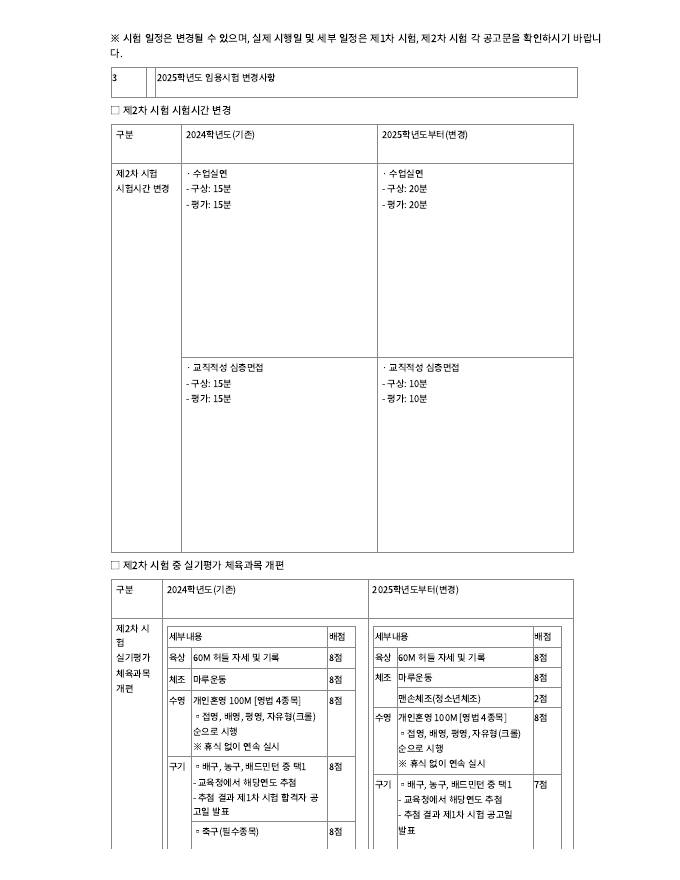 ※ 시험 일정은 변경될 수 있으며, 실제 시행일 및 세부 일정은 제1차 시험, 제2차 시험 각 공고문을 확인하시기 바랍니
다.
3 2025학년도 임용시험 변경사항
□ 제2차 시험 시험시간 변경
구분 2024학년도(기존) 2025학년도부터(변경)
제2차 시험
시험시간 변경
· 수업실연
- 구상: 15분
- 평가: 15분
· 수업실연
- 구상: 20분
- 평가: 20분
· 교직적성 심층면접
- 구상: 15분
- 평가: 15분
· 교직적성 심층면접
- 구상: 10분
- 평가: 10분
□ 제2차 시험 중 실기평가 체육과목 개편
구분 2024학년도(기존) 2025학년도부터(변경)
제2차 시
험
실기평가
체육과목
개편
세부내용 배점
육상 60M 허들 자세 및 기록 8점
체조 마루운동 8점
수영 개인혼영 100M [영법 4종목] 8점
▫ 접영, 배영, 평영, 자유형(크롤)
순으로 시행
※ 휴식 없이 연속 실시
구기 ▫ 배구, 농구, 배드민턴 중 택1 8점
- 교육청에서 해당연도 추첨
- 추첨 결과 제1차 시험 합격자 공
고일 발표
▫ 축구(필수종목) 8점
세부내용 배점
육상 60M 허들 자세 및 기록 8점
체조 마루운동 8점
맨손체조(청소년체조) 2점
수영 개인혼영 100M [영법 4종목] 8점
▫ 접영, 배영, 평영, 자유형(크롤)
순으로 시행
※ 휴식 없이 연속 실시
구기 ▫ 배구, 농구, 배드민턴 중 택1 7점
- 교육청에서 해당연도 추첨
- 추첨 결과 제1차 시험 공고일
발표